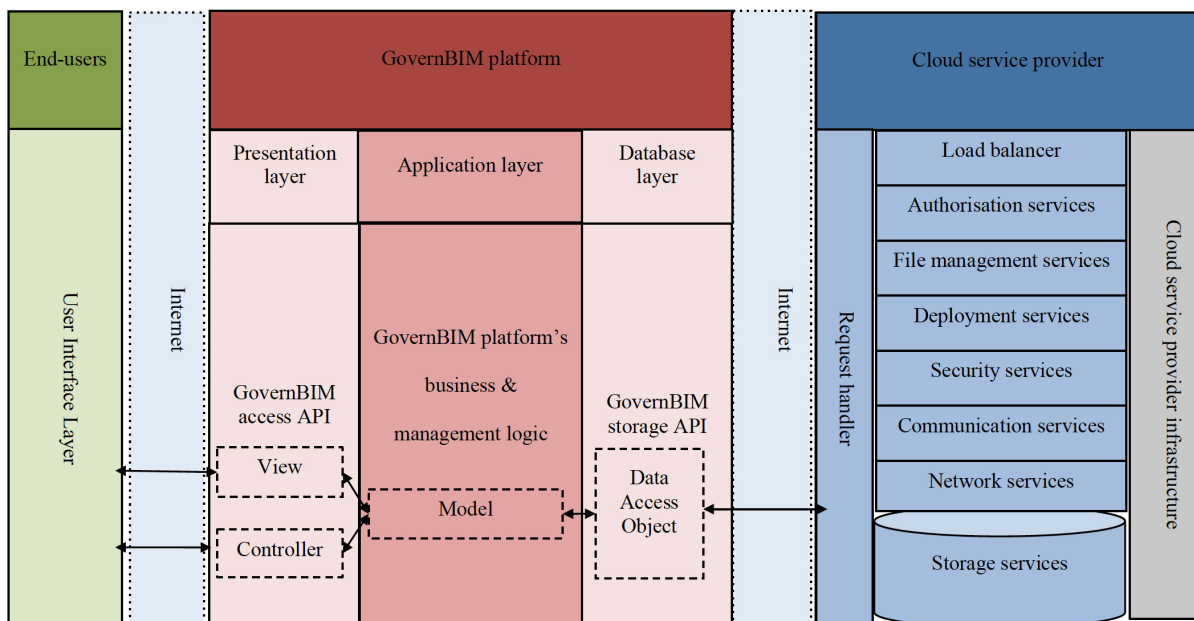 End-users
GovernBIM platform
Cloud service provider
Presentation
layer
Application layer
Database
layer
User Interface Layer
Internet
GovernBIM
access API
View
Controller
GovernBIM platform’s
business &
management logic
Model
GovernBIM
storage API
Data
Access
Object
Internet
Request handler
Load balancer
Authorisation services
File management services
Deployment services
Security services
Communication services
Network services
Storage services
Cloud service provider infrastructure